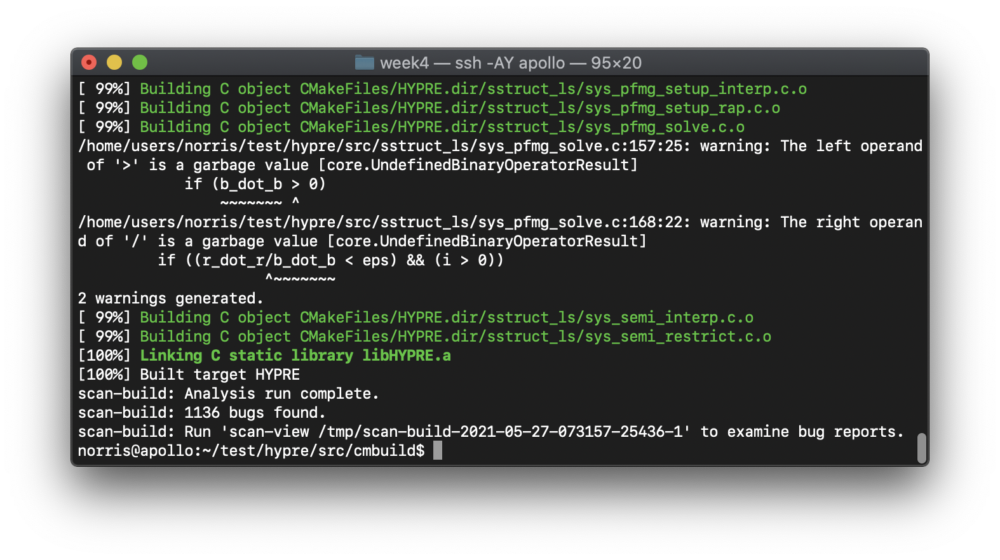 week4 — ssh -AY apollo — 95×20
[ 99%] Building C object CMakeFiles/HYPRE.dir/sstruct_ls/sys_pfmg_setup_interp.c.o
[ 99%] Building C object CMakeFiles/HYPRE.dir/sstruct_ls/sys_pfmg_setup_rap.c.o
[ 99%] Building C object CMakeFiles/HYPRE.dir/sstruct_ls/sys_pfmg_solve.c.o
/home/users/norris/test/hypre/src/sstruct_ls/sys_pfmg_solve.c:157:25: warning: The left operand
 of '>' is a garbage value [core.UndefinedBinaryOperatorResult]
            if (b_dot_b > 0)
                ~~~~~~~ ^
/home/users/norris/test/hypre/src/sstruct_ls/sys_pfmg_solve.c:168:22: warning: The right operan
d of '/' is a garbage value [core.UndefinedBinaryOperatorResult]
         if ((r_dot_r/b_dot_b < eps) && (i > 0))
                     ^~~~~~~~
2 warnings generated.
[ 99%] Building C object CMakeFiles/HYPRE.dir/sstruct_ls/sys_semi_interp.c.o
[ 99%] Building C object CMakeFiles/HYPRE.dir/sstruct_ls/sys_semi_restrict.c.o
[100%] Linking C static library libHYPRE.a
[100%] Built target HYPRE
scan-build: Analysis run complete.
scan-build: 1136 bugs found.
scan-build: Run 'scan-view /tmp/scan-build-2021-05-27-073157-25436-1' to examine bug reports.
norris@apollo:~/test/hypre/src/cmbuild$